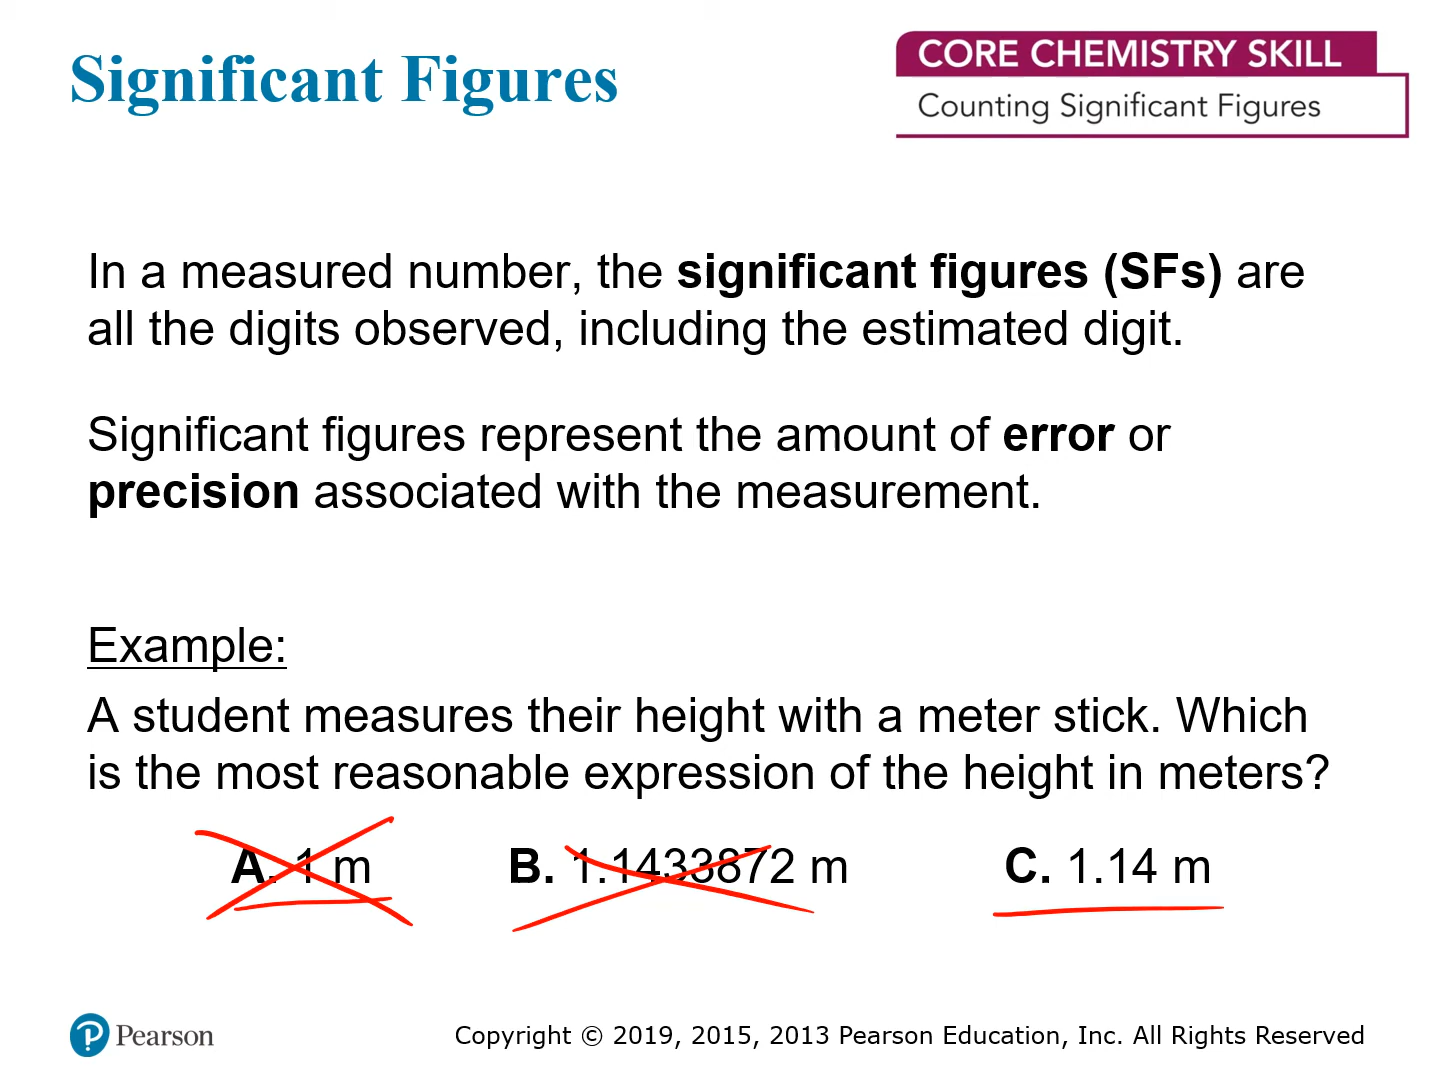 Significant Figures
CORE CHEMISTRY SKILL
Counting Significant Figures
In a measured number, the significant figures (SFs) are
all the digits observed, including the estimated digit.
Significant figures represent the amount of error or
precision associated with the measurement.
Example:
A student measures their height with a meter stick. Which
is the most reasonable expression of the height in meters?
A. 1 m B. 1.1433872 m C. 1.14 m
Pearson Copyright © 2019, 2015, 2013 Pearson Education, Inc. All Rights Reserved